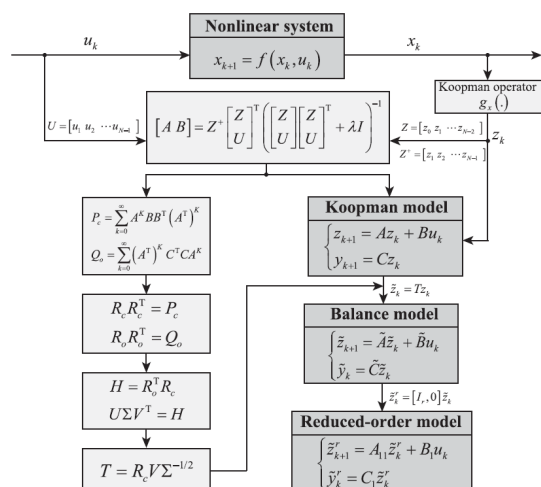 Nonlinear system
u_k
x_{k+1} = f(x_k, u_k)
x_k
Koopman operator
g_x(.)
U = [u_1 u_2 ⋯ u_{N-1}]
[A B] = Z^+ [Z U]^T ([Z U] [Z U]^T + λI)^{-1}
Z = [z_0 z_1 ⋯ z_{N-2}]
z_k
Z^+ = [z_1 z_2 ⋯ z_{N-1}]
P_c = ∑_{k=0}^∞ A^K BB^T (A^T)^K
Q_o = ∑_{k=0}^∞ (A^T)^K C^T CA^K
Koopman model
z_{k+1} = Az_k + Bu_k
y_{k+1} = Cz_k
R_c R_c^T = P_c
R_o R_o^T = Q_o
z̃_k = Tz_k
Balance model
z̃_{k+1} = Ãz̃_k + B̃u_k
ỹ_k = C̃z̃_k
H = R_o^T R_c
UΣV^T = H
z̃_k^r = [I_r, 0] z̃_k
Reduced-order model
z̃_{k+1}^r = A_{11} z̃_k^r + B_1 u_k
ỹ_k^r = C_1 z̃_k^r
T = R_c VΣ^{-1/2}